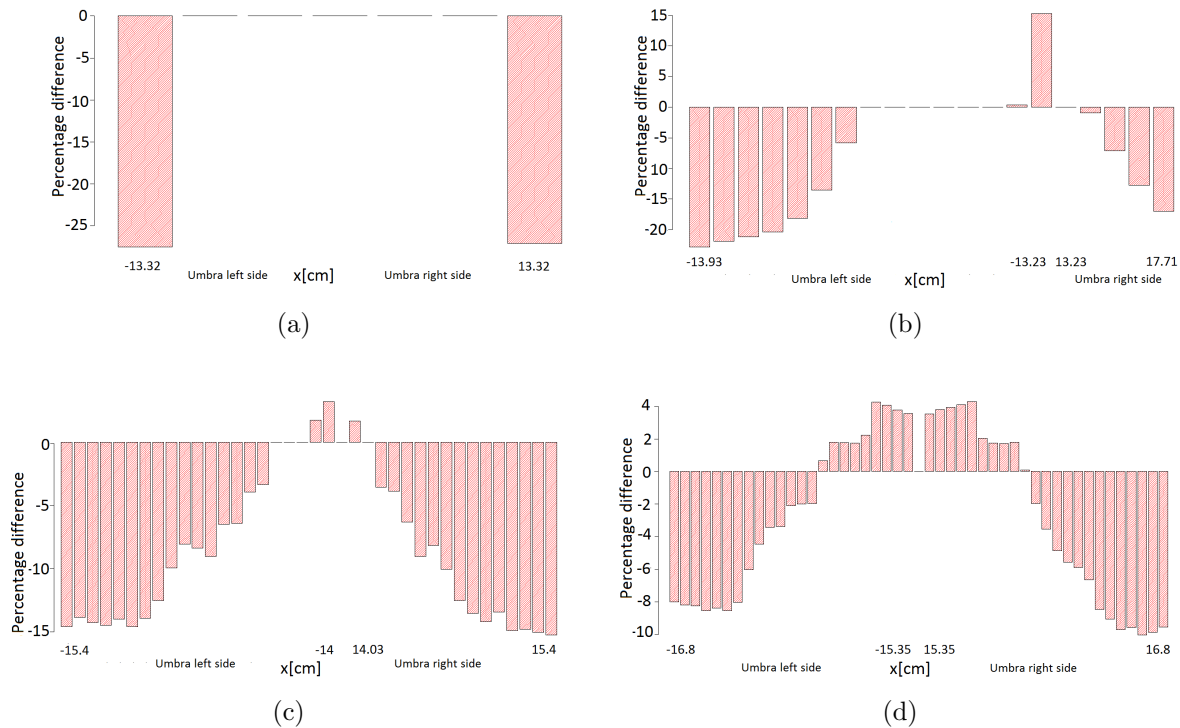 Percentage difference
0
-5
-10
-15
-20
-25
-13.32
Umbra left side
x[cm]
Umbra right side
13.32
(a)
Percentage difference
15
10
5
0
-5
-10
-15
-20
-13.93
-13.23
13.23
17.71
Umbra left side
x[cm]
Umbra right side
(b)
Percentage difference
0
-5
-10
-15
-15.4
-14
14.03
15.4
Umbra left side
x[cm]
Umbra right side
(c)
Percentage difference
4
2
0
-2
-4
-6
-8
-10
-16.8
-15.35
15.35
16.8
Umbra left side
x[cm]
Umbra right side
(d)